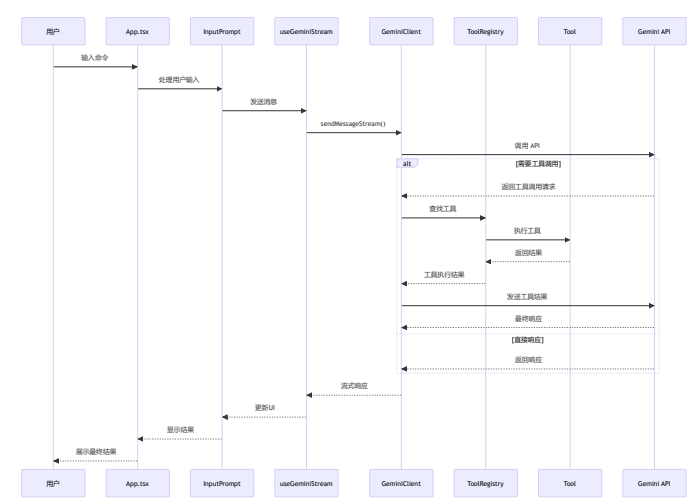 用户 App.tsx InputPrompt useGeminiStream GeminiClient ToolRegistry Tool Gemini API
输入命令
处理用户输入
发送消息
sendMessageStream()
调用 API
alt [需要工具调用]
返回工具调用请求
查找工具
执行工具
返回结果
工具执行结果
发送工具结果
最终响应
[直接响应]
返回响应
流式响应
更新UI
显示结果
展示最终结果
用户 App.tsx InputPrompt useGeminiStream GeminiClient ToolRegistry Tool Gemini API